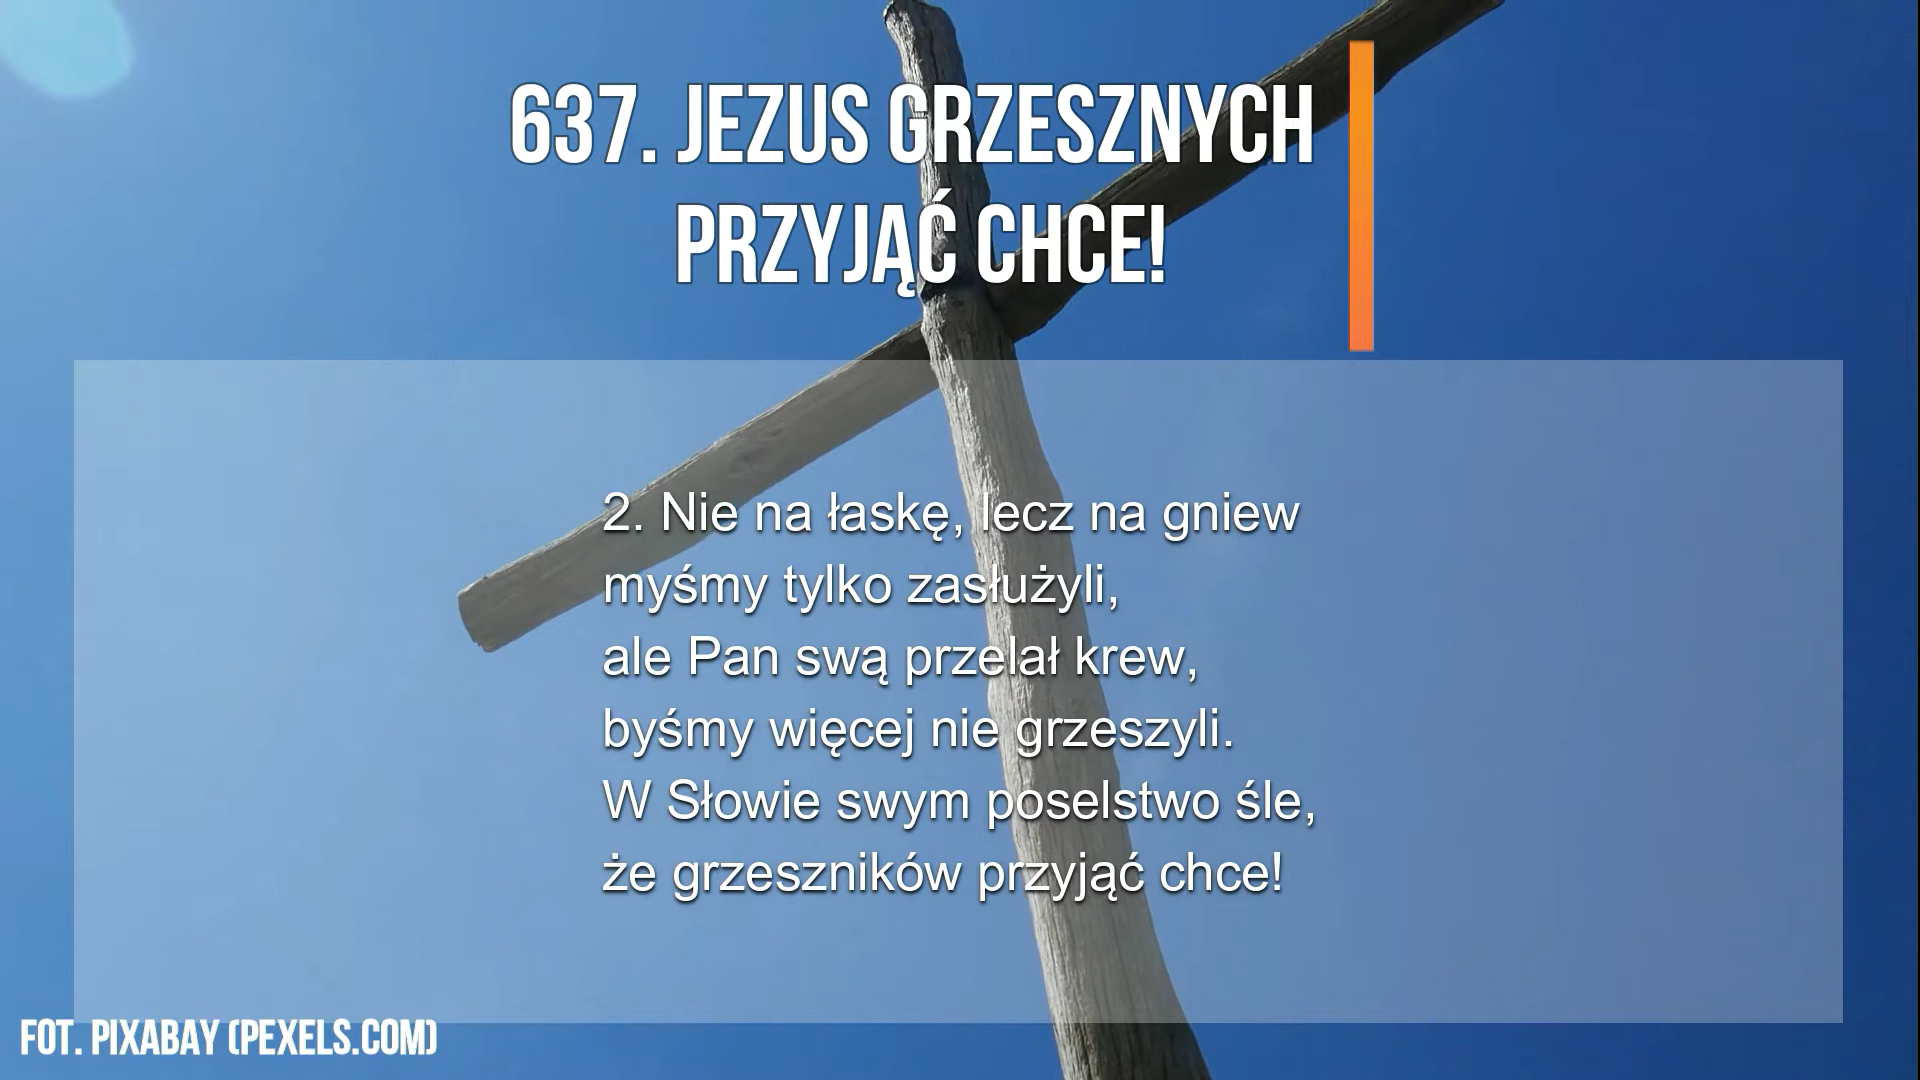 637. JEZUS GRZESZNYCH
PRZYJĄĆ CHCE!
2. Nie na łaskę, lecz na gniew
myśmy tylko zasłużyli,
ale Pan swą przelał krew,
byśmy więcej nie grzeszyli.
W Słowie swym poselstwo śle,
że grzeszników przyjąć chce!
FOT. PIXABAY (PEXELS.COM)